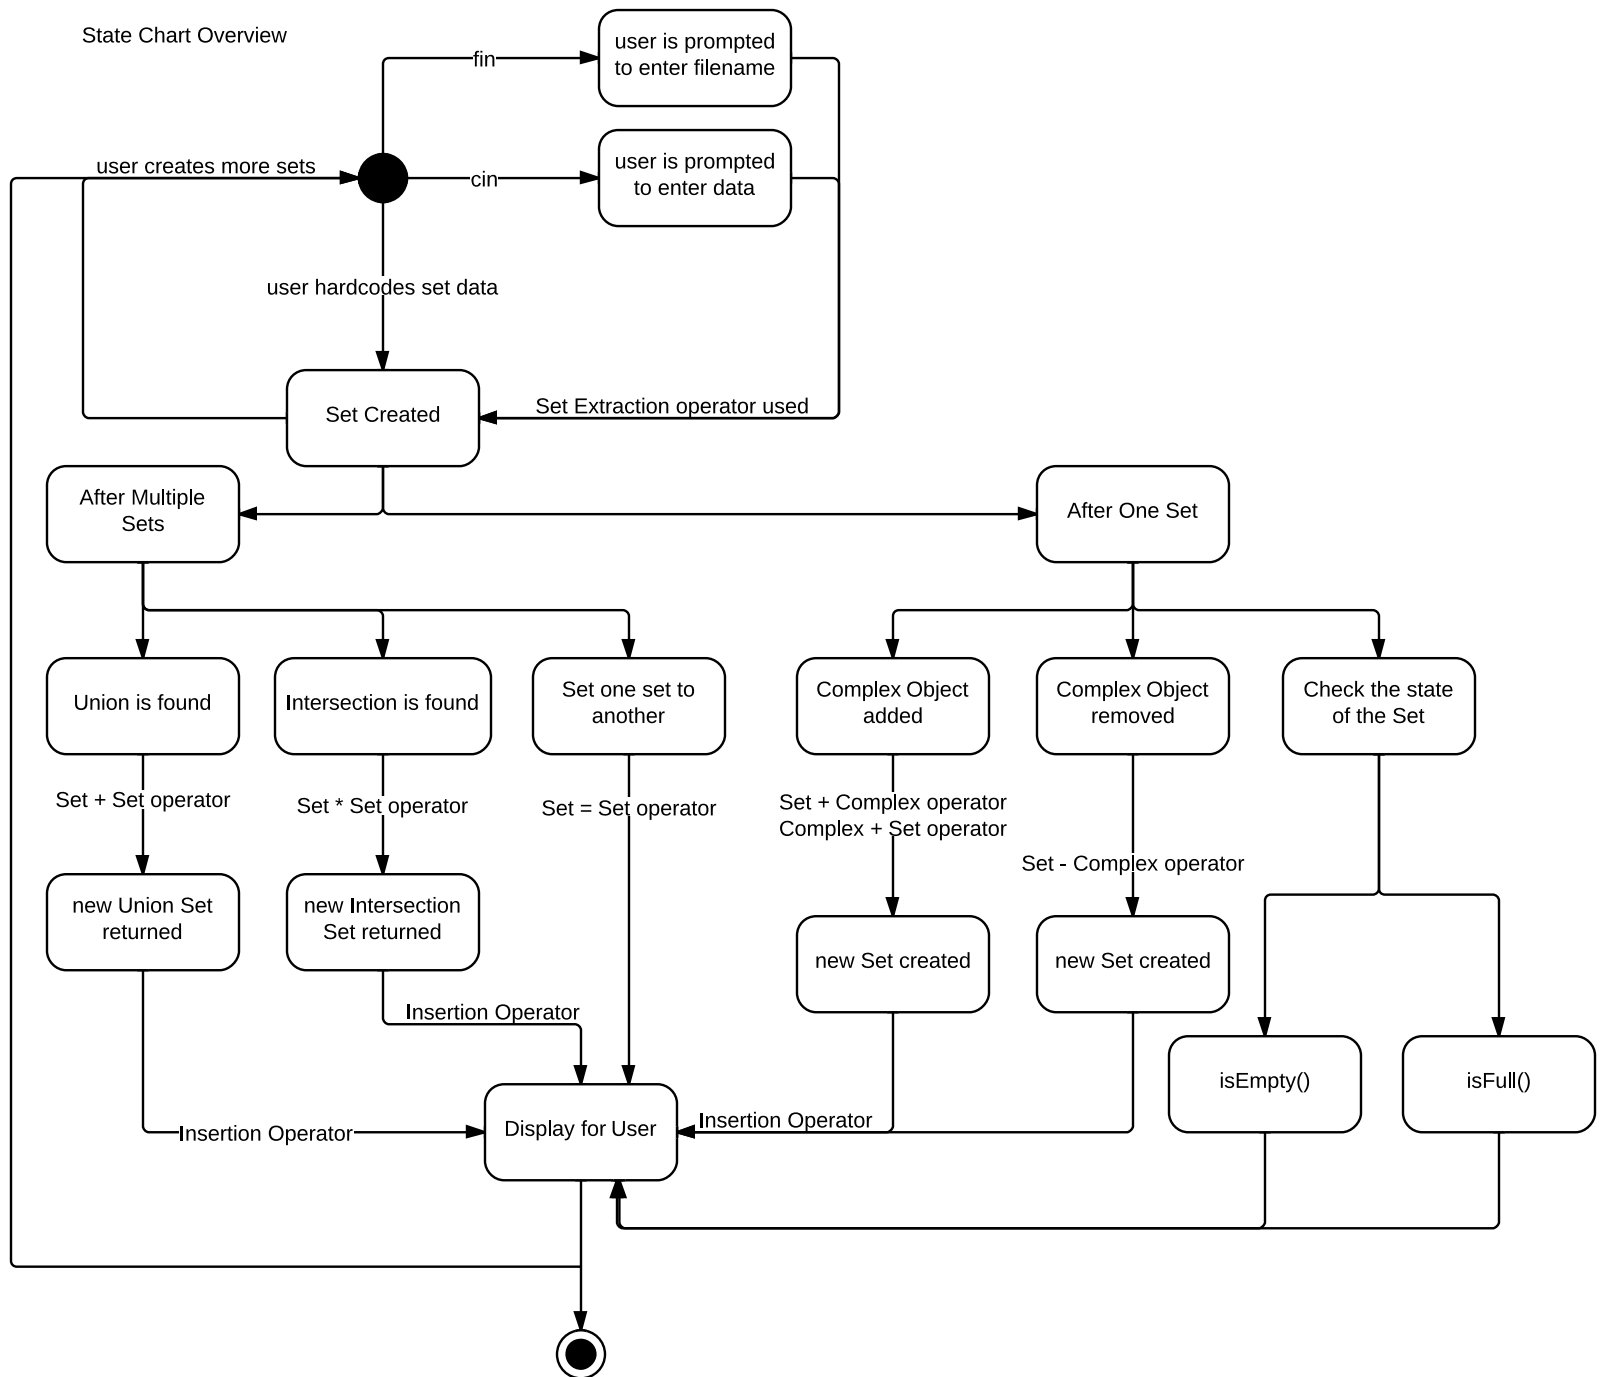 State Chart Overview
user is prompted
to enter filename
fin
user is prompted
to enter data
user creates more sets
cin
user hardcodes set data
Set Created
Set Extraction operator used
After Multiple
Sets
After One Set
Union is found
Intersection is found
Set one set to
another
Complex Object
added
Complex Object
removed
Check the state
of the Set
Set + Set operator
Set * Set operator
Set = Set operator
Set + Complex operator
Complex + Set operator
Set - Complex operator
new Union Set
returned
new Intersection
Set returned
new Set created
new Set created
Insertion Operator
isEmpty()
isFull()
Insertion Operator
Display for User
Insertion Operator